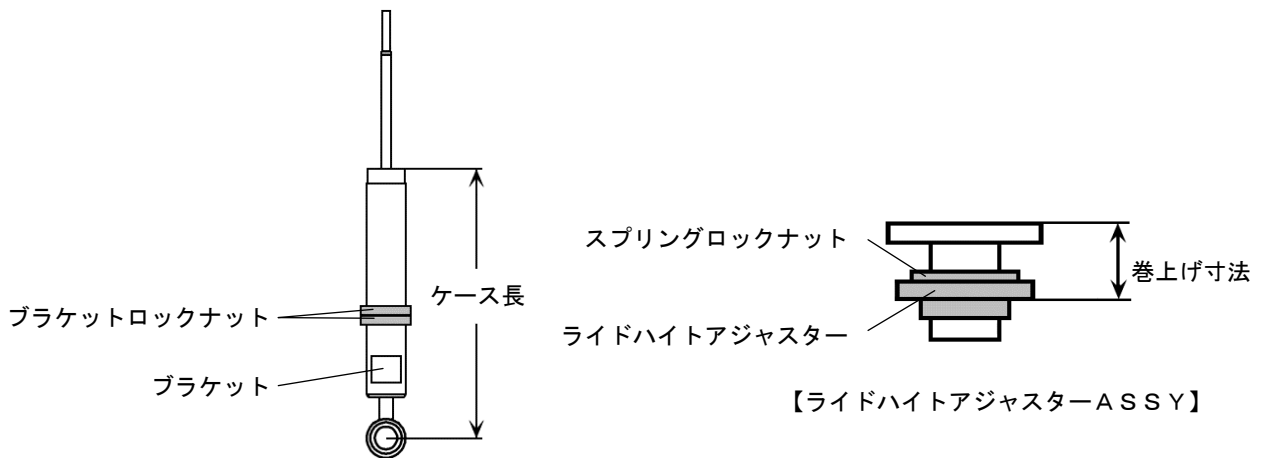 スプリングロックナット
巻上げ寸法
ケース長
ブラケットロックナット
ライドハイトアジャスター
ブラケット
【ライドハイトアジャスターＡＳＳＹ】